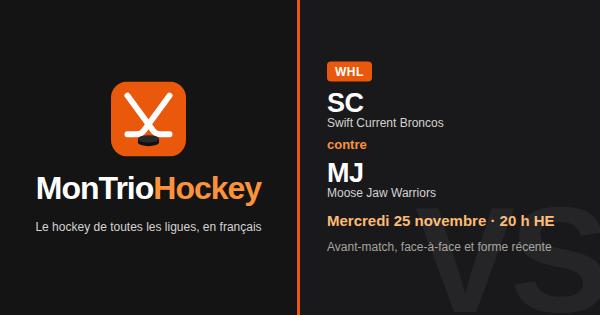 MonTrioHockey
Le hockey de toutes les ligues, en français
WHL
SC
Swift Current Broncos
contre
MJ
Moose Jaw Warriors
Mercredi 25 novembre · 20 h HE
Avant-match, face-à-face et forme récente
VS